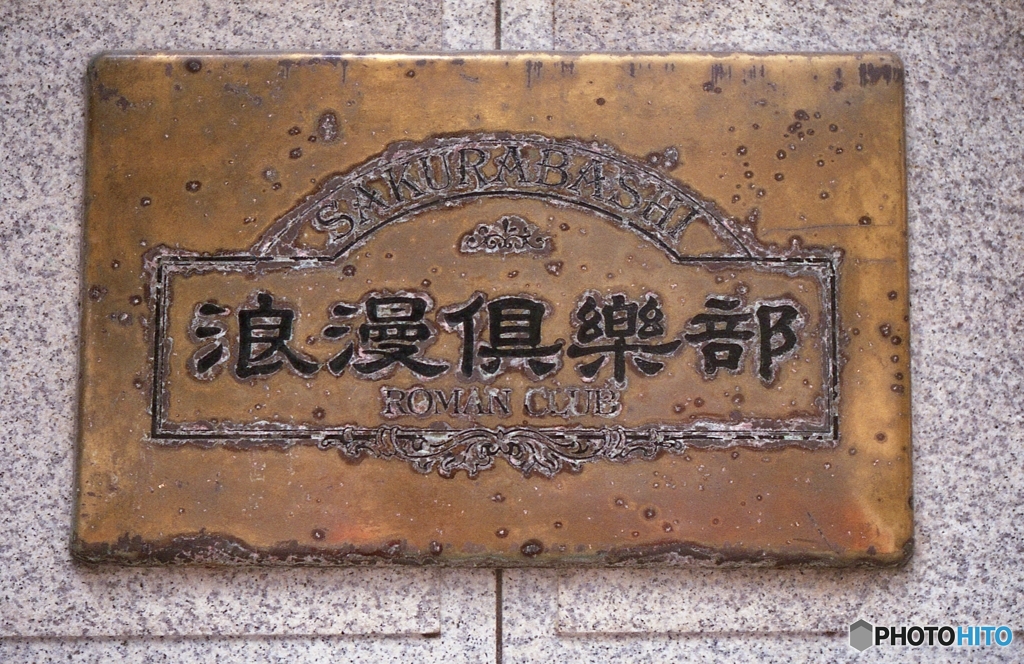 SAKURABASHI
浪漫倶樂部
ROMAN CLUB
PHOTOHITO